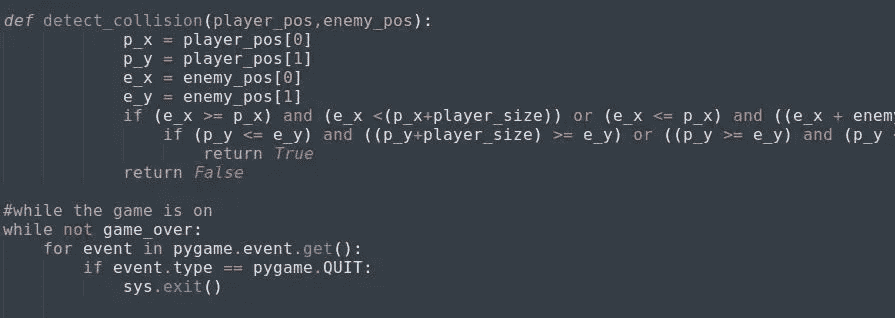 def detect_collision(player_pos,enemy_pos):
            p_x = player_pos[0]
            p_y = player_pos[1]
            e_x = enemy_pos[0]
            e_y = enemy_pos[1]
            if (e_x >= p_x) and (e_x <(p_x+player_size)) or (e_x <= p_x) and ((e_x + enemy
                if (p_y <= e_y) and ((p_y+player_size) >= e_y) or ((p_y >= e_y) and (p_y
                    return True
            return False

#while the game is on
while not game_over:
    for event in pygame.event.get():
        if event.type == pygame.QUIT:
            sys.exit()